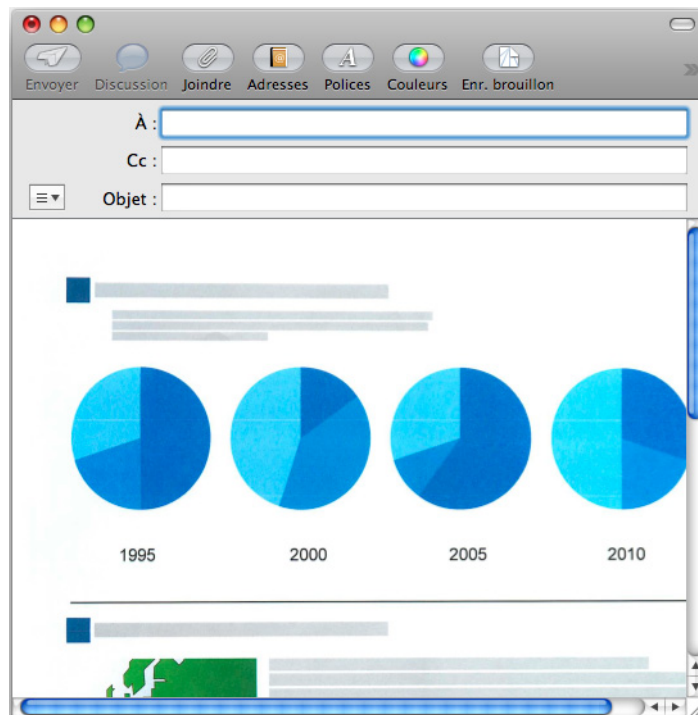 Envoyer Discussion Joindre Adresses Polices Couleurs Enr. brouillon
À :
Cc :
Objet :
1995 2000 2005 2010